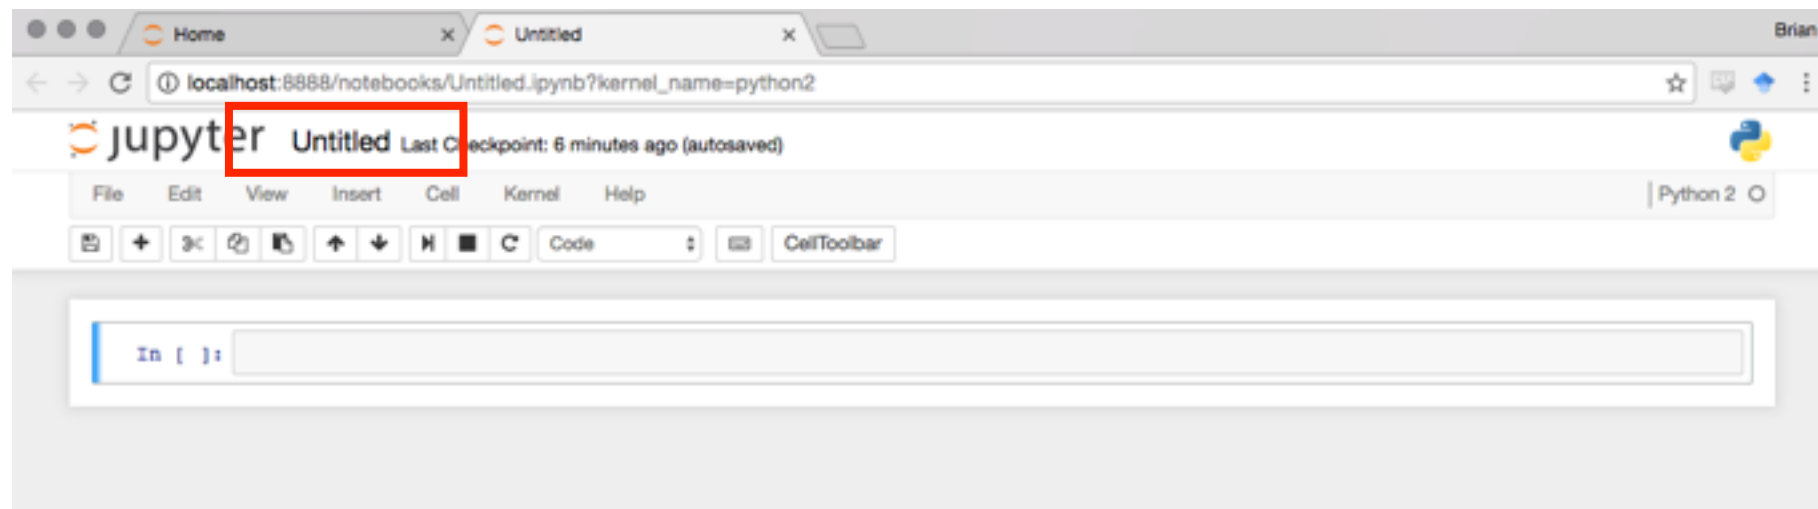 Home Untitled Brian
localhost:8888/notebooks/Untitled.ipynb?kernel_name=python2
jupyter Untitled Last Checkpoint: 6 minutes ago (autosaved)
File Edit View Insert Cell Kernel Help Python 2
Code CellToolbar
In [ ]: